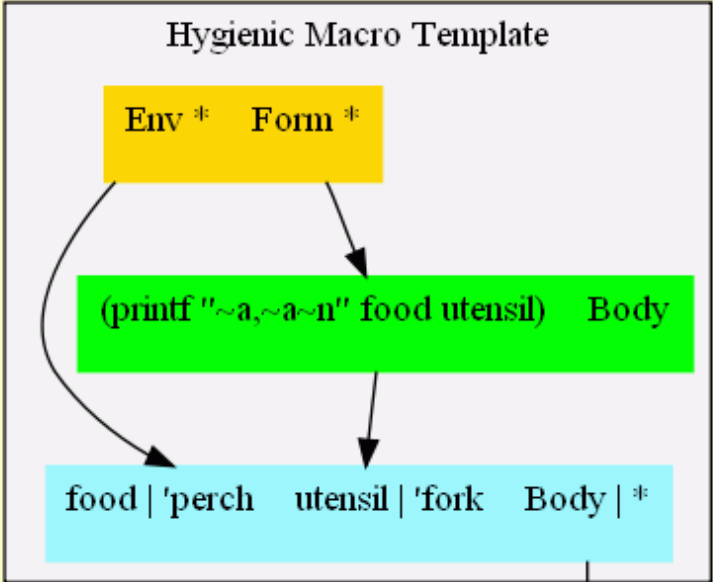 Hygienic Macro Template
Env * Form *
(printf "~a,~a~n" food utensil) Body
food | 'perch utensil | 'fork Body | *